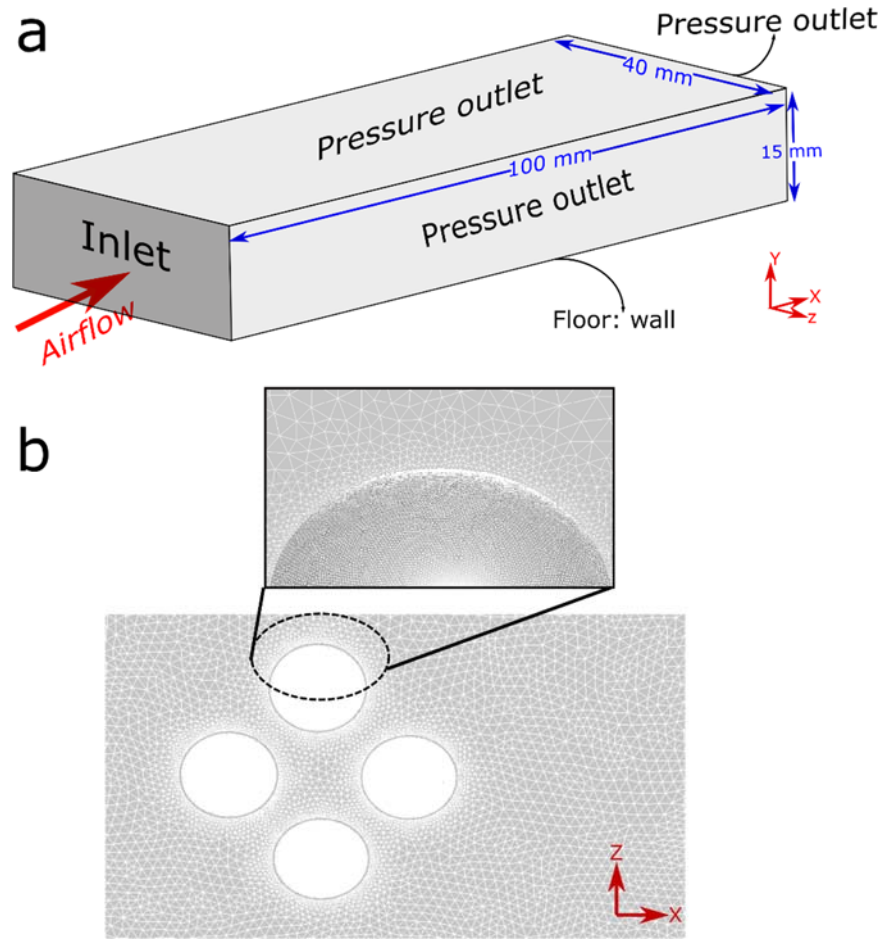 a
Pressure outlet
40 mm
Pressure outlet
100 mm
15 mm
Pressure outlet
Inlet
Airflow
Floor: wall
Y
X
z
b
Z
X